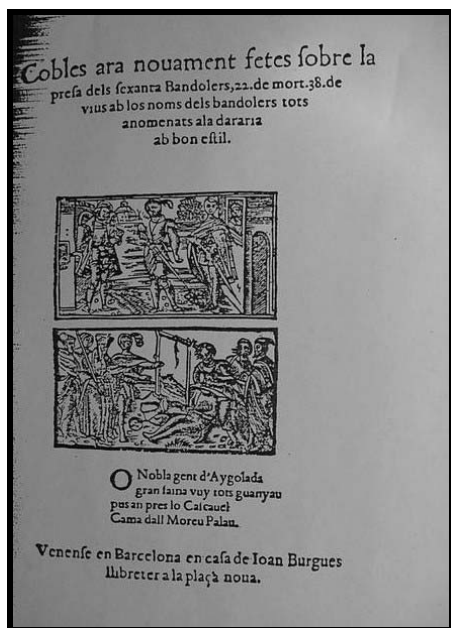 Cobles ara nouament fetes ſobre la
preſa dels ſexanta Bandolers,22.de mort.38.de
vius ab los noms dels bandolers tots
anomenats ala dararia
ab bon eſtil.
O Nobla gent d'Aygolada
gran fama vuy tots guanyau
pus an pres lo Caſcauel
Cama dall Moreu Palau.
Venenſe en Barcelona en caſa de Ioan Burgues
llibreter a la plaça noua.